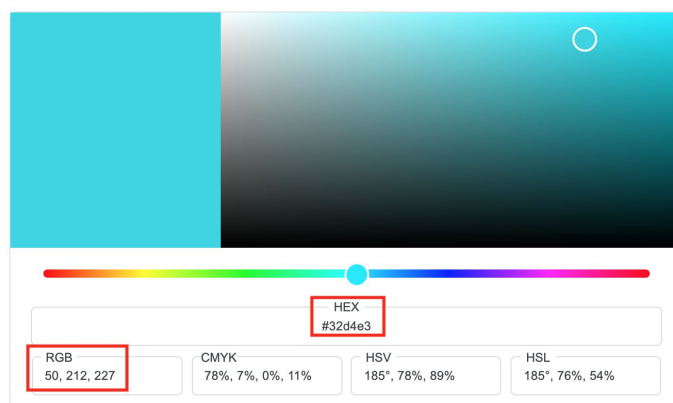 HEX
#32d4e3
RGB
50, 212, 227
CMYK
78%, 7%, 0%, 11%
HSV
185°, 78%, 89%
HSL
185°, 76%, 54%